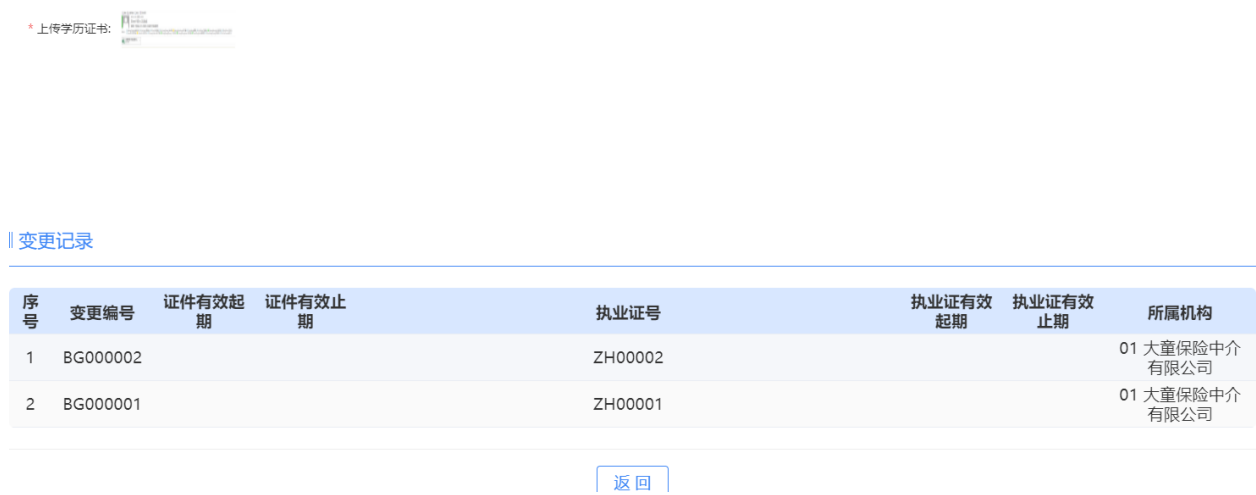 * 上传学历证书:
变更记录
序号 变更编号 证件有效起期 证件有效止期 执业证号 执业证有效起期 执业证有效止期 所属机构
1 BG000002 ZH00002 01 大童保险中介有限公司
2 BG000001 ZH00001 01 大童保险中介有限公司
返 回